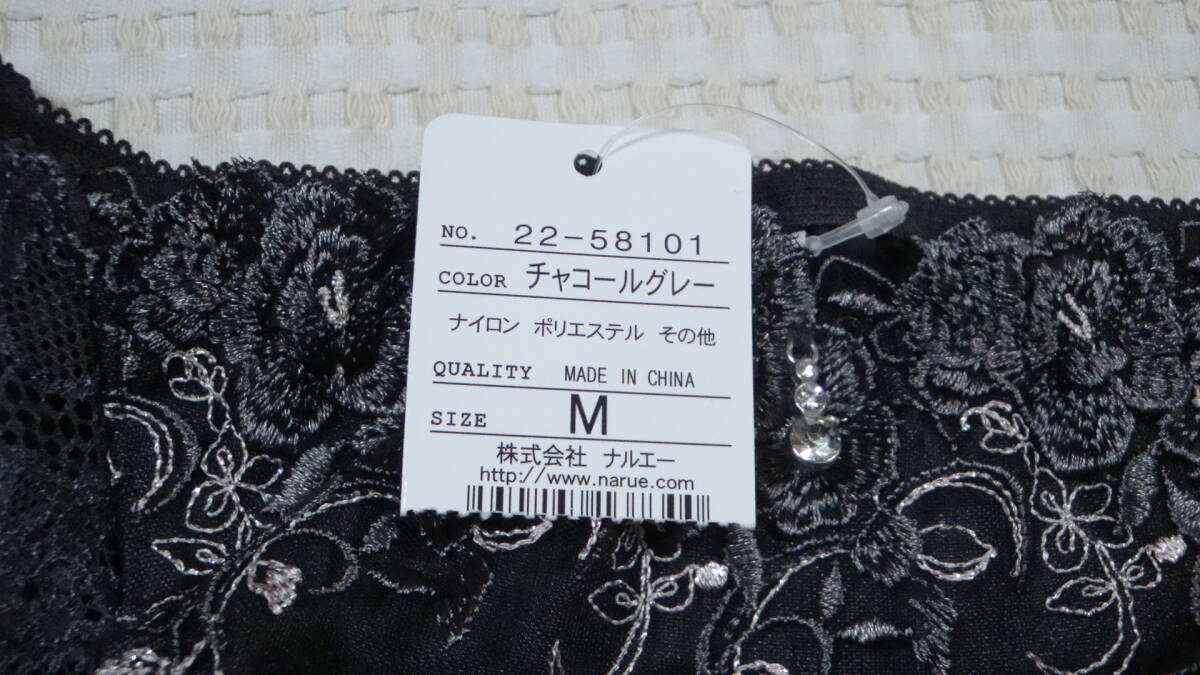 NO. 22-58101
COLOR チャコールグレー
ナイロン ポリエステル その他
QUALITY MADE IN CHINA
SIZE M
株式会社 ナルエー
http://www.narue.com